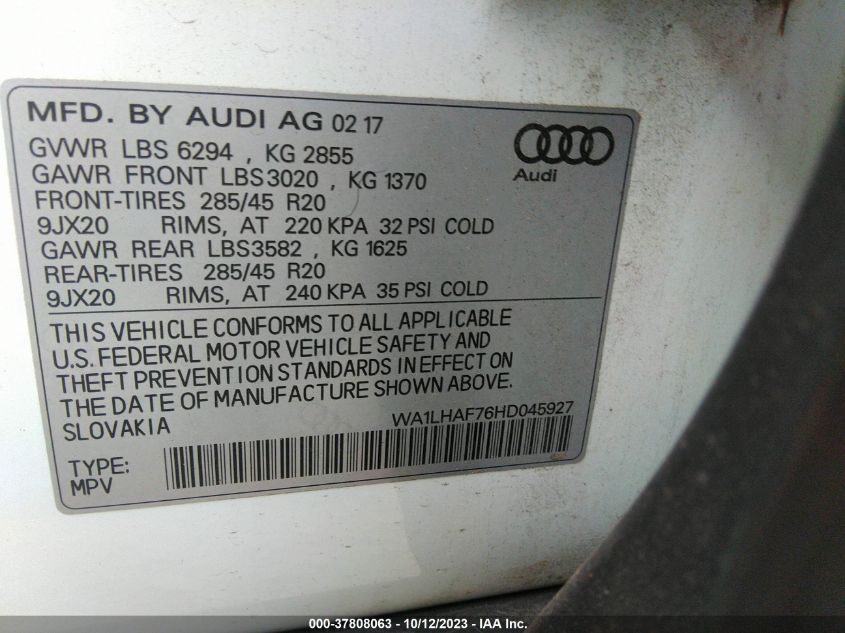 MFD. BY AUDI AG 02 17
GVWR LBS 6294 , KG 2855
GAWR FRONT LBS3020 , KG 1370
FRONT-TIRES 285/45 R20
9JX20 RIMS, AT 220 KPA 32 PSI COLD
GAWR REAR LBS3582 , KG 1625
REAR-TIRES 285/45 R20
9JX20 RIMS, AT 240 KPA 35 PSI COLD
Audi
THIS VEHICLE CONFORMS TO ALL APPLICABLE
U.S. FEDERAL MOTOR VEHICLE SAFETY AND
THEFT PREVENTION STANDARDS IN EFFECT ON
THE DATE OF MANUFACTURE SHOWN ABOVE.
SLOVAKIA
WA1LHAF76HD045927
TYPE:
MPV
000-37808063 - 10/12/2023 - IAA Inc.